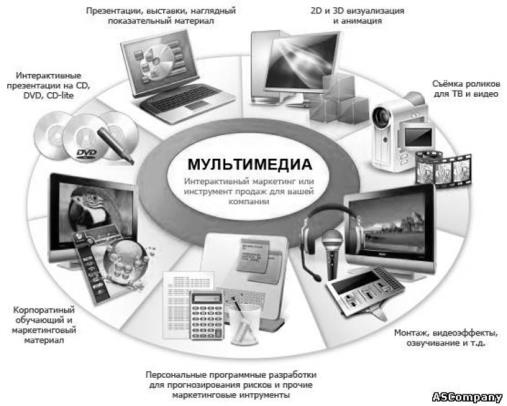 Презентации, выставки, наглядный
показательный материал
2D и 3D визуализация
и анимация
Интерактивные
презентации на CD,
DVD, CD-lite
Съёмка роликов
для ТВ и видео
DVD
МУЛЬТИМЕДИА
Интерактивный маркетинг или
инструмент продаж для вашей
компании
Корпоратиный
обучающий и
маркетинговый
материал
Монтаж, видеоэффекты,
озвучивание и т.д.
Персональные программные разработки
для прогнозирования рисков и прочие
маркетинговые интрументы
ASCompany